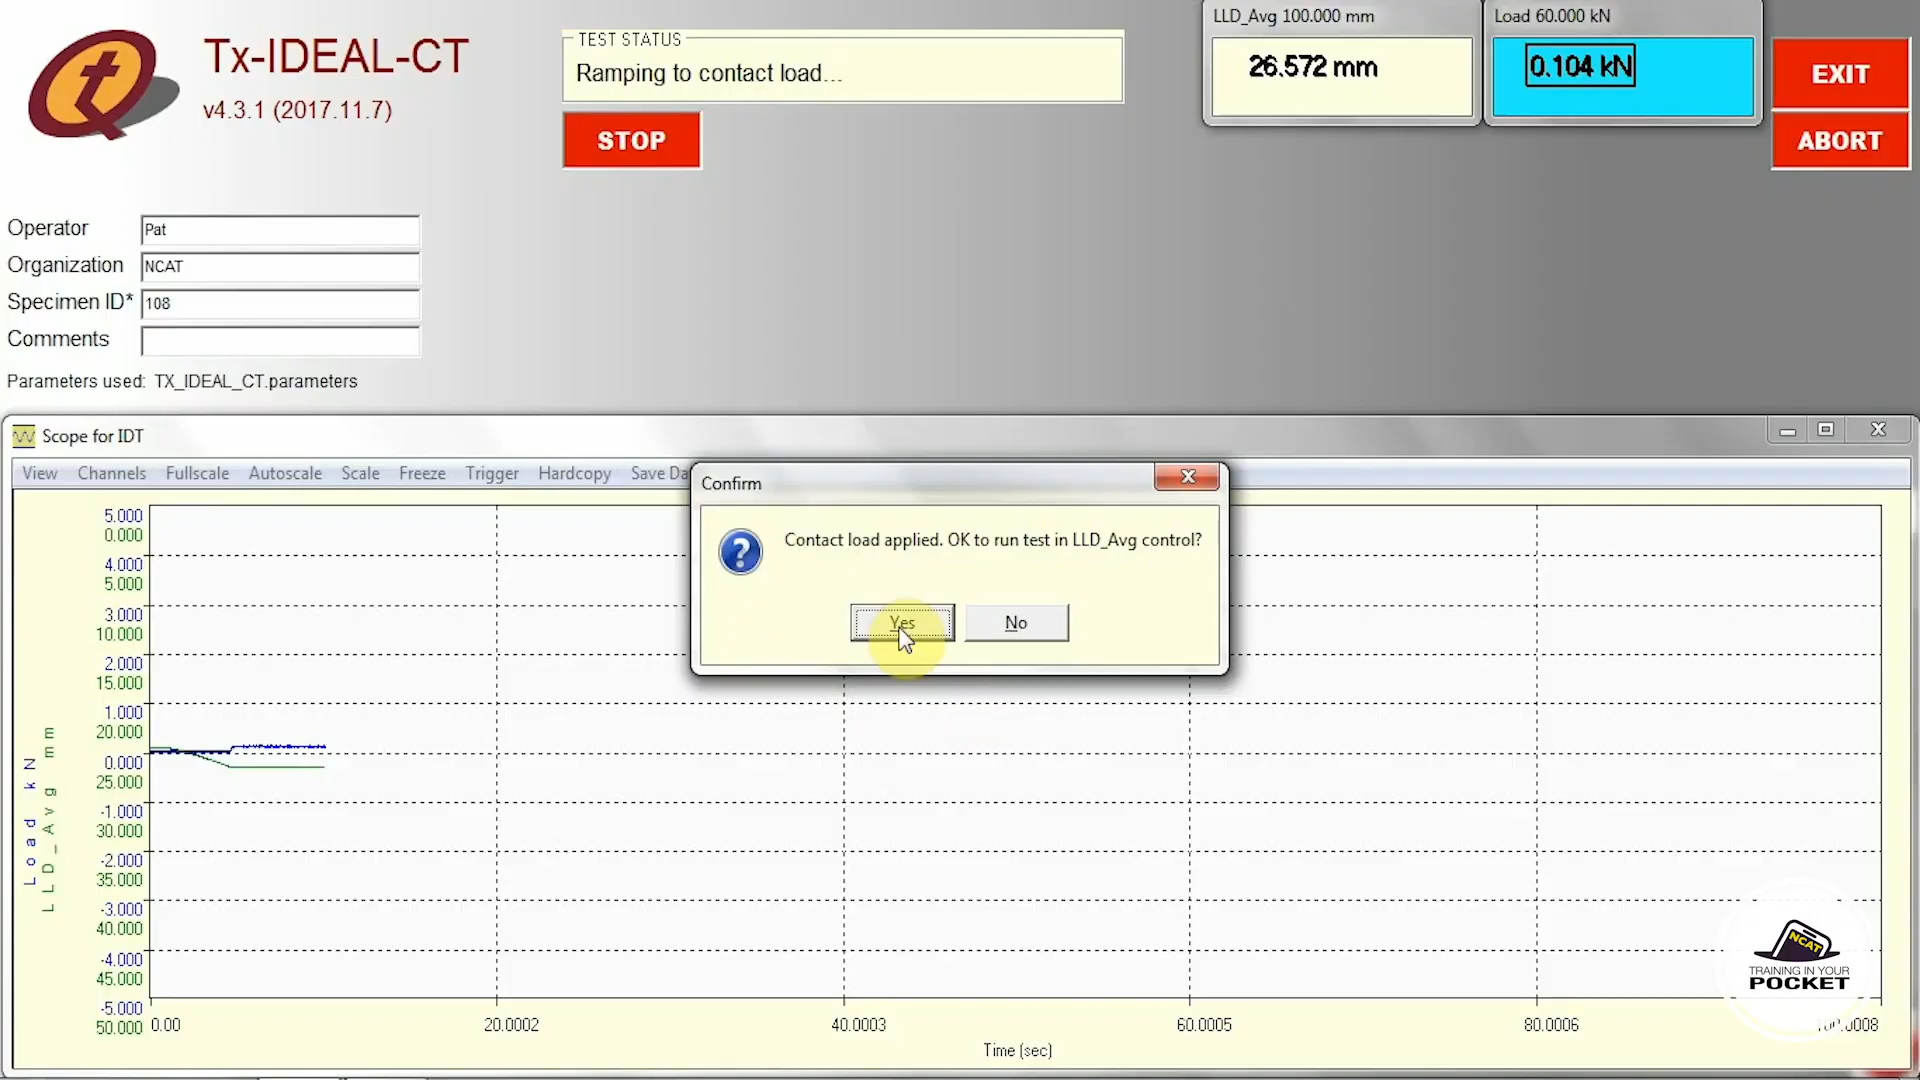 Tx-IDEAL-CT
v4.3.1 (2017.11.7)
TEST STATUS
Ramping to contact load...
STOP
LLD_Avg 100.000 mm
26.572 mm
Load 60.000 kN
0.104 kN
EXIT
ABORT
Operator
Pat
Organization
NCAT
Specimen ID*
108
Comments
Parameters used: TX_IDEAL_CT.parameters
Scope for IDT
View Channels Fullscale Autoscale Scale Freeze Trigger Hardcopy Save Da
Confirm
Contact load applied. OK to run test in LLD_Avg control?
Yes
No
5.000
0.000
4.000
5.000
3.000
10.000
2.000
15.000
1.000
20.000
0.000
25.000
-1.000
30.000
-2.000
35.000
-3.000
40.000
-4.000
45.000
-5.000
50.000
Load kN
LLD_Avg mm
0.00
20.0002
40.0003
60.0005
80.0006
100.0008
Time (sec)
NCAT
TRAINING IN YOUR
POCKET